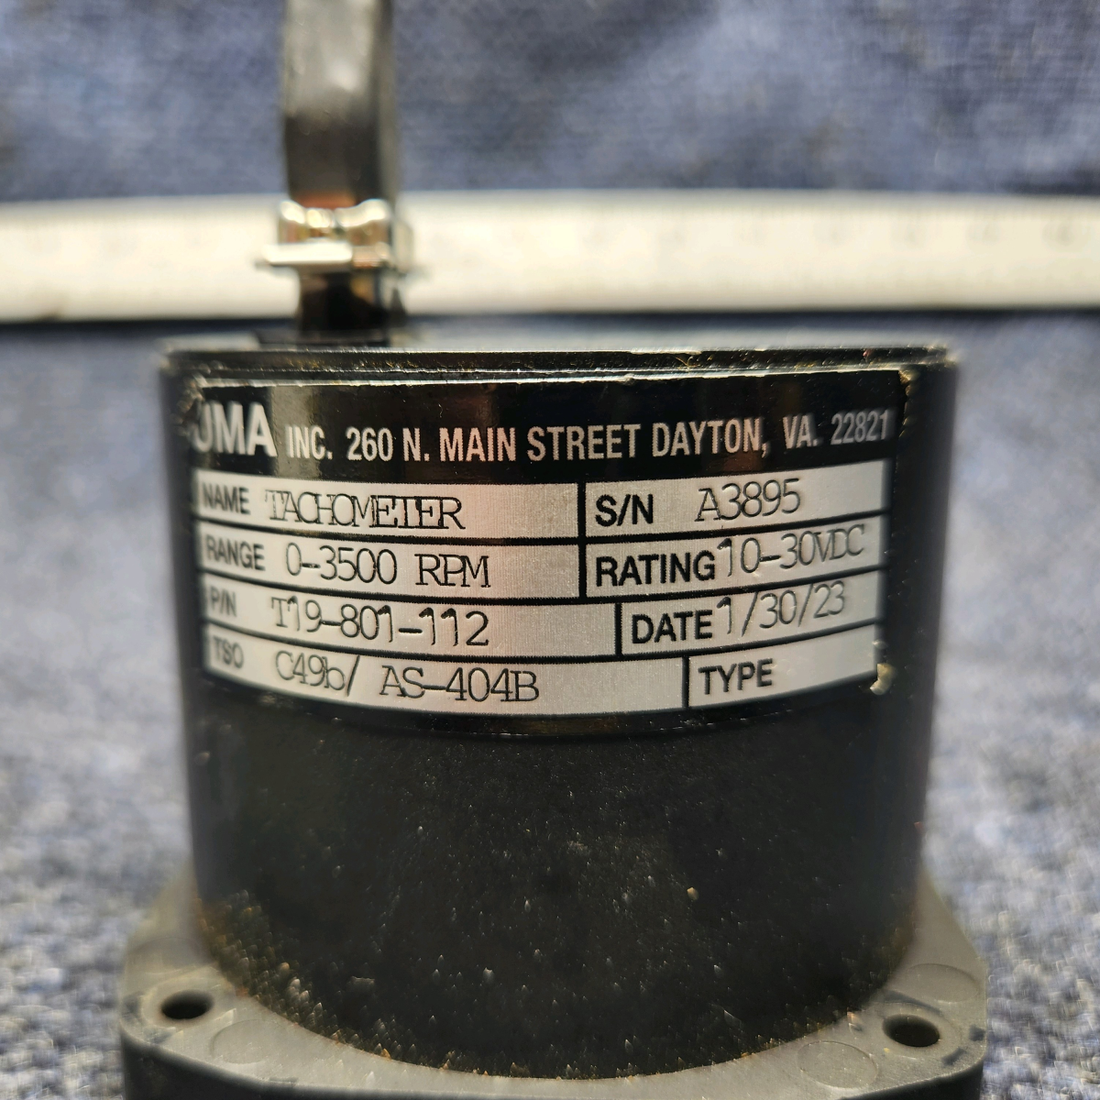 UMA INC. 260 N. MAIN STREET DAYTON, VA. 22821
NAME TACHOMETER S/N A3895
RANGE 0-3500 RPM RATING 10-30VDC
P/N T19-801-112 DATE 1/30/23
TSO C49b/ AS-404B TYPE